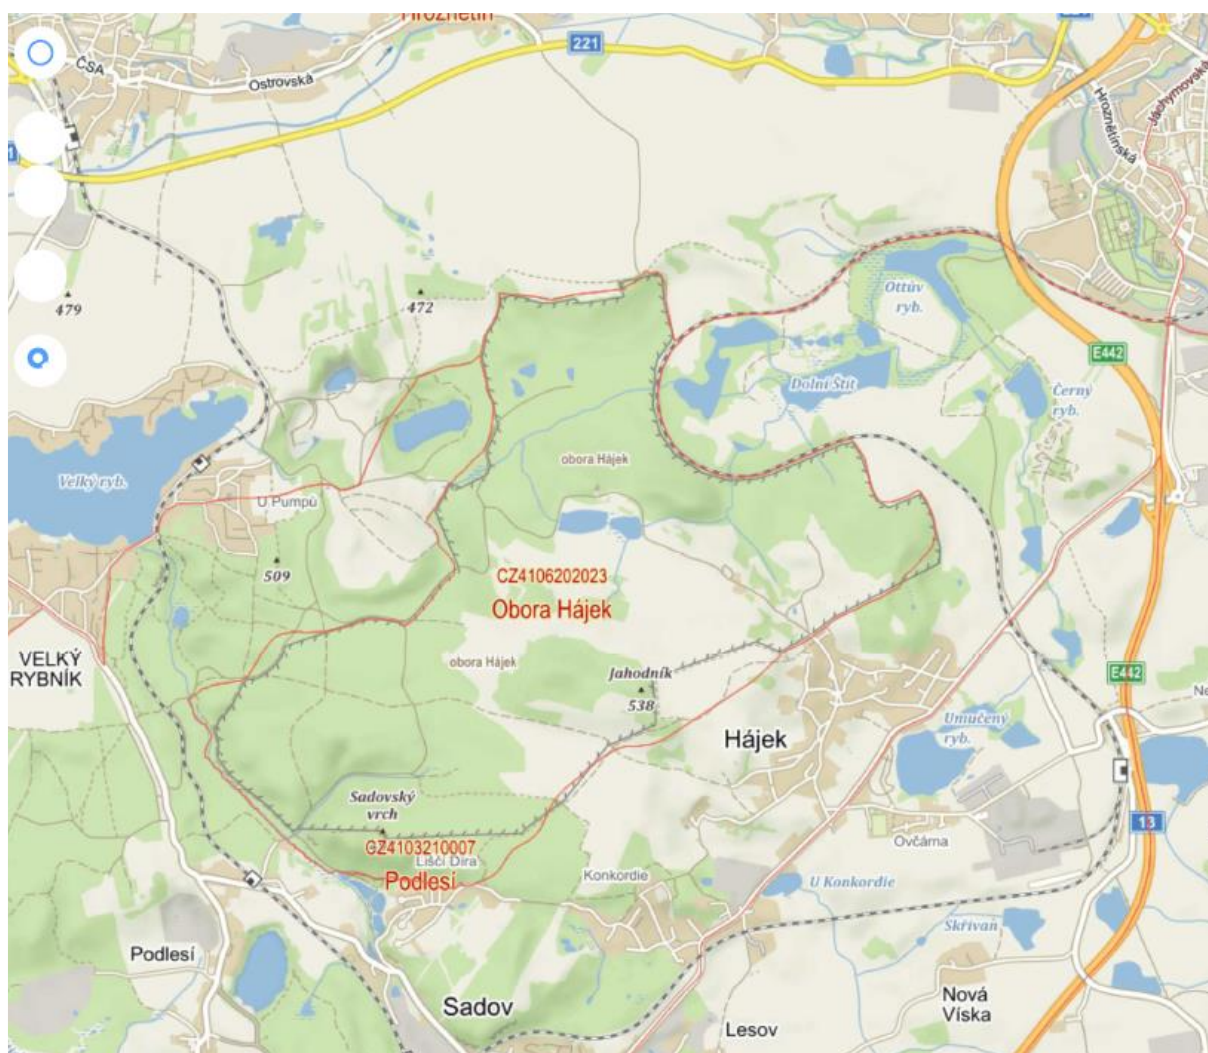 Hroznětín
221
ČSA
Ostrovská
Hroznětínská
Jáchymovská
479
472
Ottův
ryb.
E442
Dolní Štít
Černý
ryb.
obora Hájek
Velký ryb.
U Pumpů
509
CZ4106202023
Obora Hájek
VELKÝ
RYBNÍK
obora Hájek
Jahodník
538
E442
Umučený
ryb.
Hájek
Sadovský
vrch
13
CZ4103210007
Liščí Díra
Podlesí
Ovčárna
Konkordie
U Konkordie
Skřivan
Podlesí
Sadov
Nová
Víska
Lesov